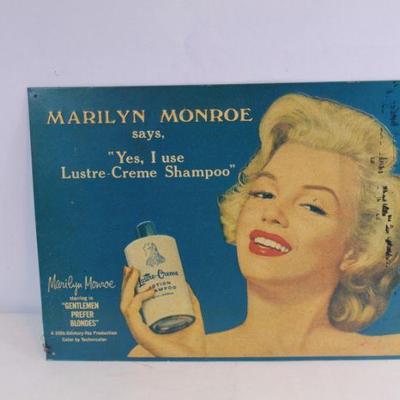 MARILYN MONROE
says,
"Yes, I use
Lustre-Creme Shampoo"
Lustre-Creme
LOTION
SHAMPOO
Marilyn Monroe
Starring in
"GENTLEMEN
PREFER
BLONDES"
A 20th-Century-Fox Production
Color by Technicolor